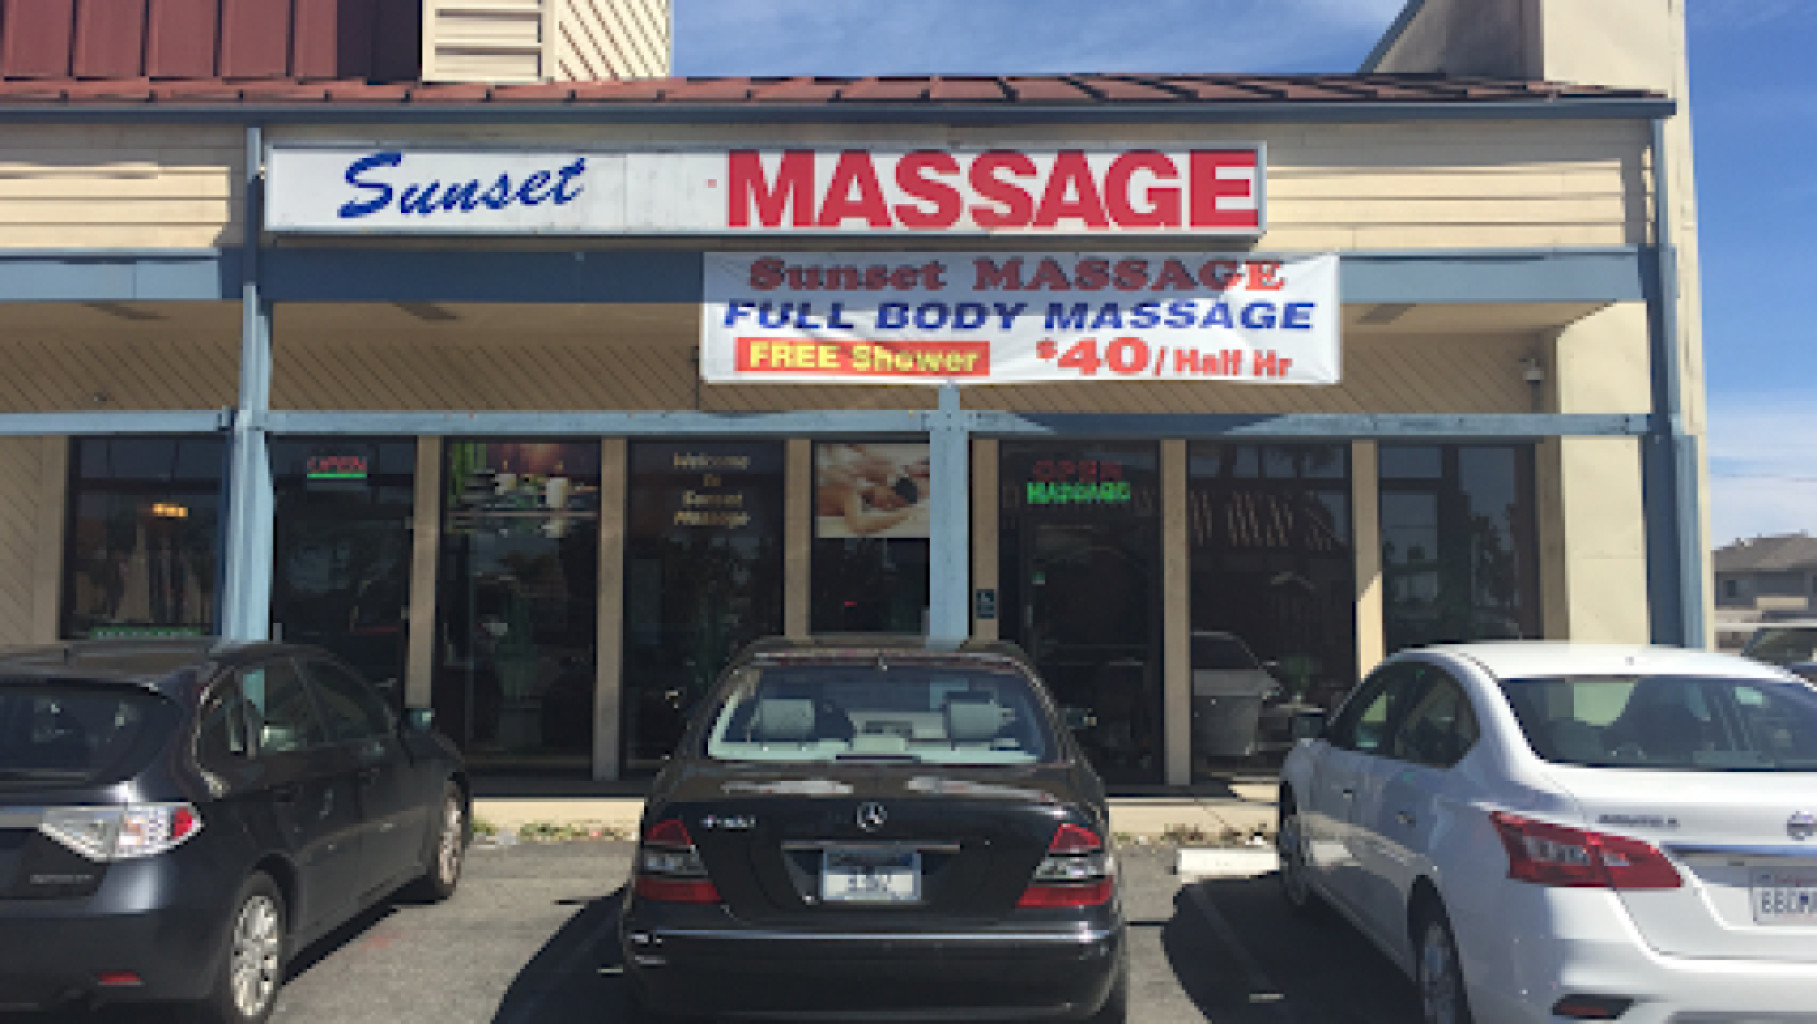 Sunset MASSAGE
Sunset MASSAGE
FULL BODY MASSAGE
FREE Shower $40/Half Hr
OPEN
Welcome
to
Sunset
Massage
OPEN
MASSAGE